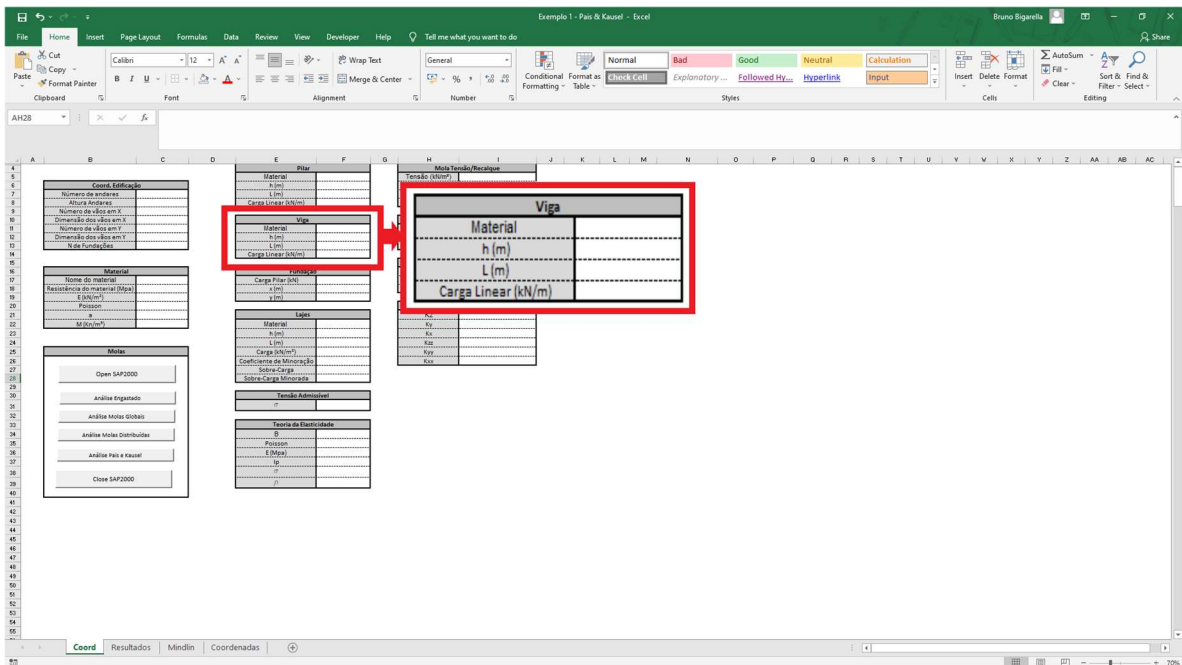 Exemplo 1 - Pais & Kausel - Excel
Bruno Bigarella
File Home Insert Page Layout Formulas Data Review View Developer Help Tell me what you want to do
Share
Paste
Cut
Copy
Format Painter
Clipboard
Calibri 12
Font
Wrap Text
Merge & Center
Alignment
General
Number
Conditional Formatting
Format as Table
Normal Bad Good Neutral Calculation
Check Cell Explanatory ... Followed Hy... Hyperlink Input
Styles
Insert Delete Format
Cells
AutoSum
Fill
Clear
Sort & Filter
Find & Select
Editing
AH28
A B C D E F G H I J K L M N O P Q R S T U V W X Y Z AA AB AC
Coord. Edificação
Número de andares
Altura Andares
Número de vãos em X
Dimensão dos vãos em X
Número de vãos em Y
Dimensão dos vãos em Y
N de Fundações
Material
Nome do material
Resistência do material (Mpa)
E (kN/m²)
Poisson
a
M (Kn/m³)
Molas
Open SAP2000
Análise Engastado
Análise Molas Globais
Análise Molas Distribuídas
Análise Pais e Kausel
Close SAP2000
Pilar
Material
h (m)
L (m)
Carga Linear (kN/m)
Viga
Material
h (m)
L (m)
Carga Linear (kN/m)
Fundação
Carga Pilar (kN)
x (m)
y (m)
Lajes
Material
h (m)
L (m)
Carga (kN/m²)
Coeficiente de Minoração
Sobre-Carga
Sobre-Carga Minorada
Tensão Admissível
Teoria da Elasticidade
B
Poisson
E (Mpa)
Ip
Mola Tensão/Recalque
Tensão (kN/m²)
Viga
Material
h (m)
L (m)
Carga Linear (kN/m)
Ky
Kx
Kzz
Kyy
Kxx
Coord Resultados Mindlin Coordenadas
70%